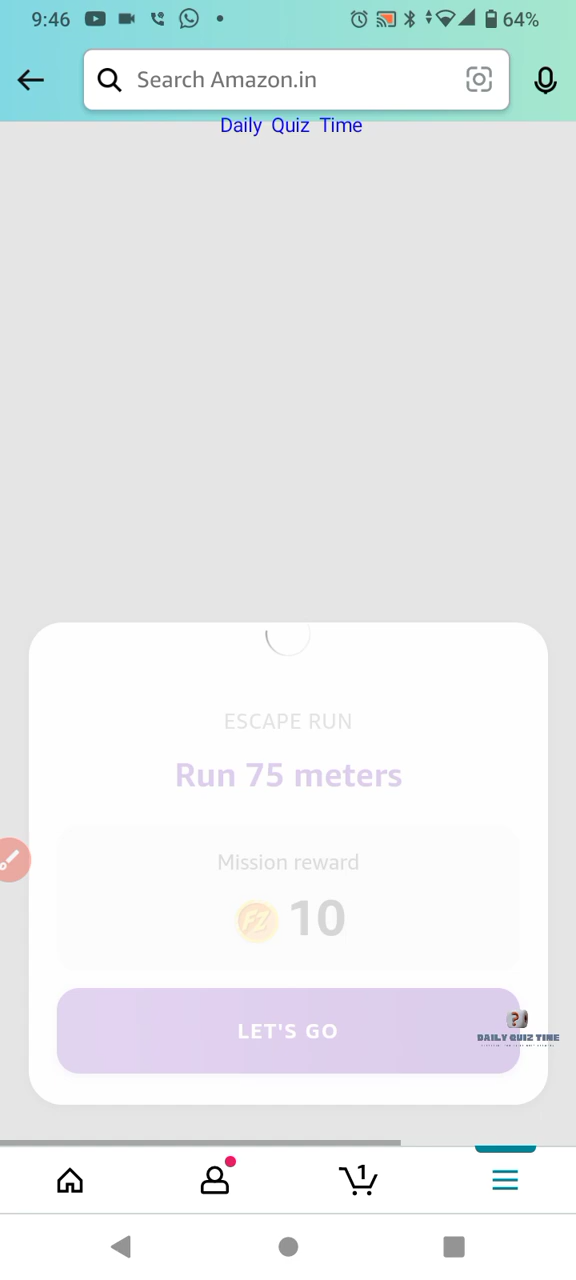 9:46
64%
Search Amazon.in
Daily Quiz Time
ESCAPE RUN
Run 75 meters
Mission reward
FZ 10
LET'S GO
DAILY QUIZ TIME
1